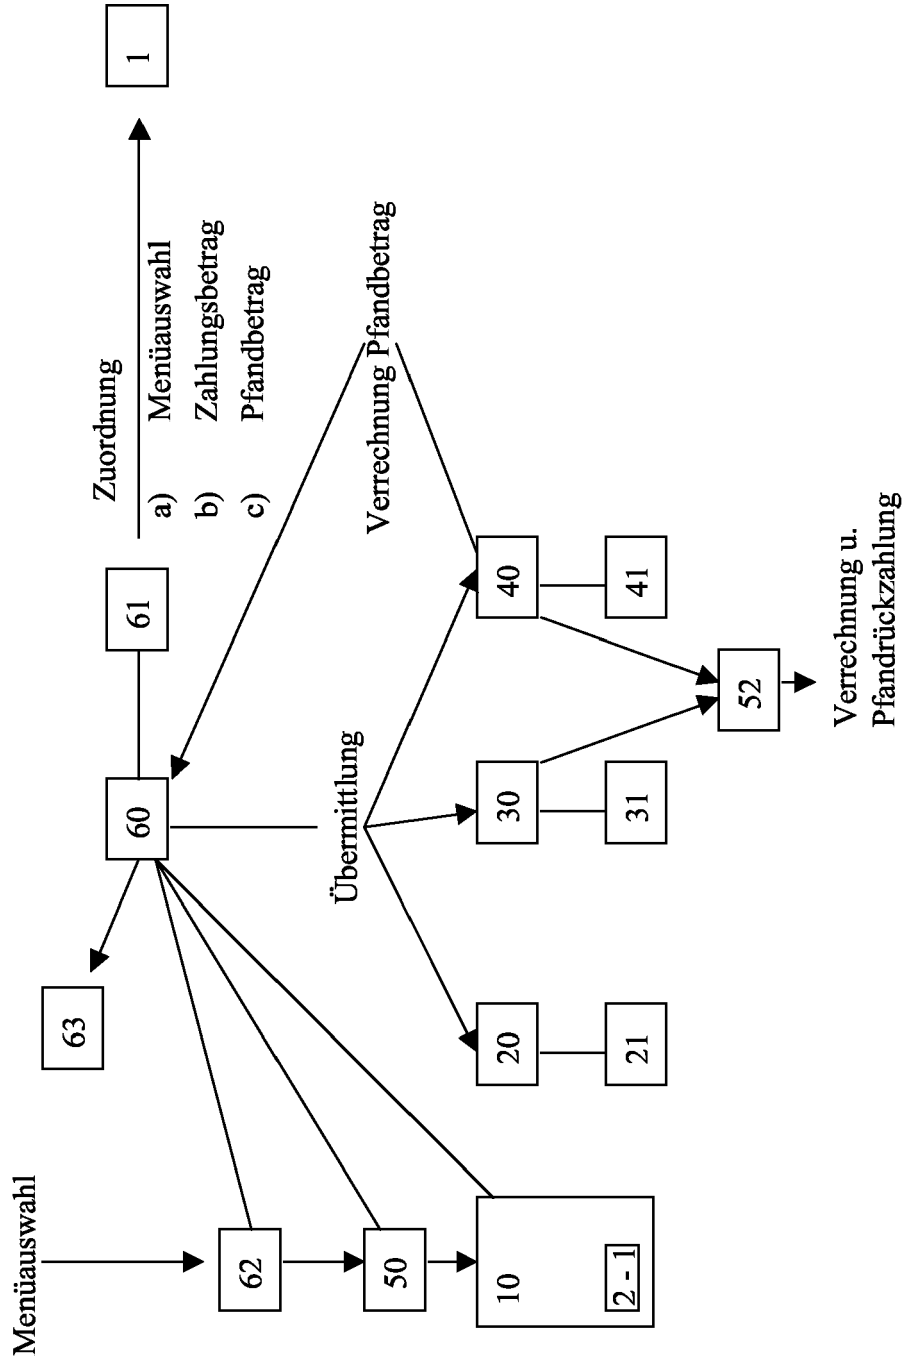 Menüauswahl
63
Zuordnung
1
60
61
a) Menüauswahl
b) Zahlungsbetrag
c) Pfandbetrag
62
Übermittlung
Verrechnung Pfandbetrag
50
10
20
30
40
2 - 1
21
31
41
52
Verrechnung u.
Pfandrückzahlung